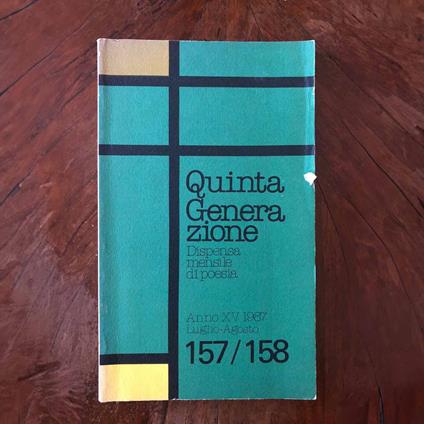 Quinta
Genera
zione
Dispensa
mensile
di poesia
Anno XV 1987
Luglio-Agosto
157/158